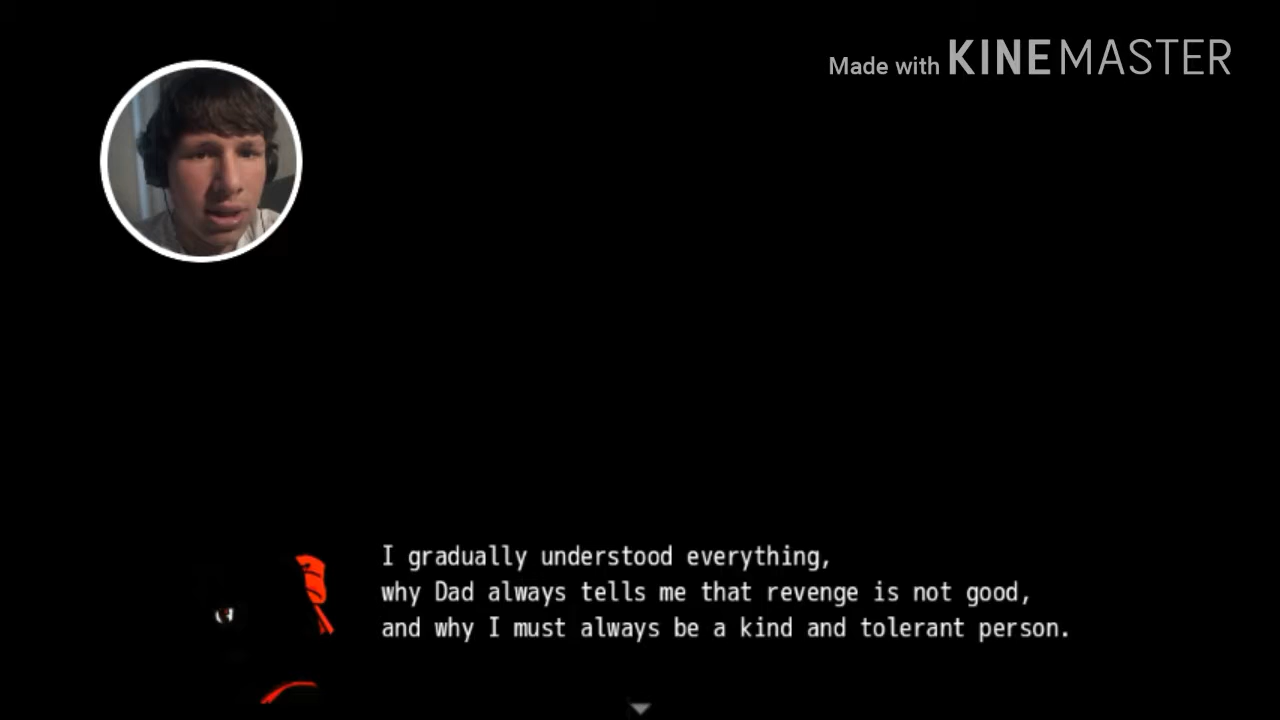 Made with KINEMASTER
I gradually understood everything,
why Dad always tells me that revenge is not good,
and why I must always be a kind and tolerant person.